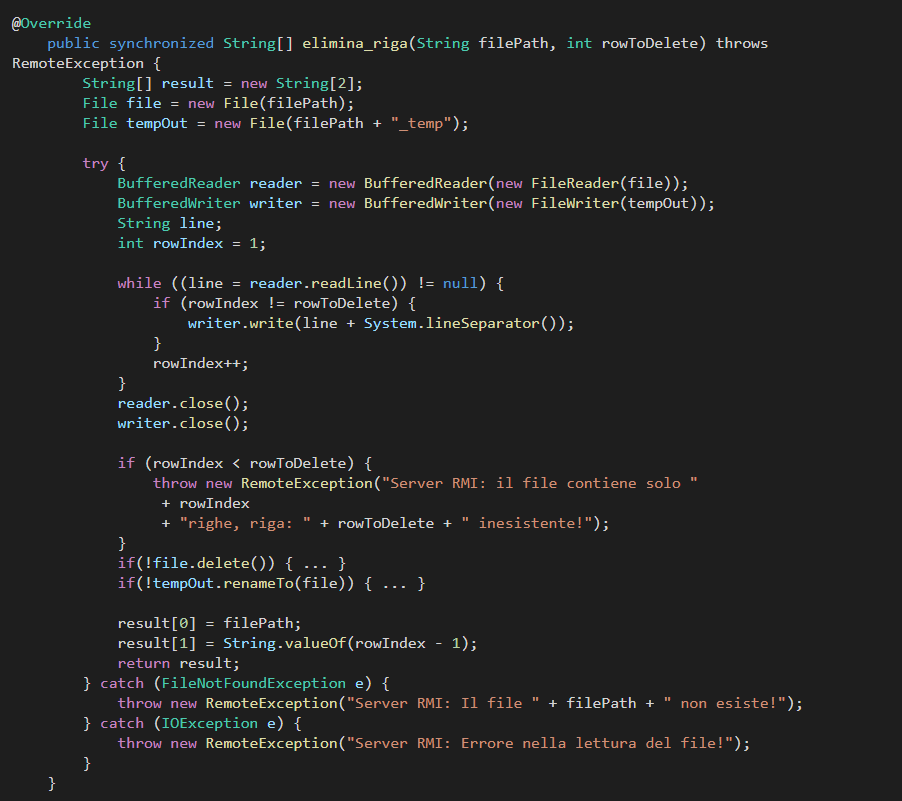 @Override
    public synchronized String[] elimina_riga(String filePath, int rowToDelete) throws
RemoteException {
        String[] result = new String[2];
        File file = new File(filePath);
        File tempOut = new File(filePath + "_temp");

        try {
            BufferedReader reader = new BufferedReader(new FileReader(file));
            BufferedWriter writer = new BufferedWriter(new FileWriter(tempOut));
            String line;
            int rowIndex = 1;

            while ((line = reader.readLine()) != null) {
                if (rowIndex != rowToDelete) {
                    writer.write(line + System.lineSeparator());
                }
                rowIndex++;
            }
            reader.close();
            writer.close();

            if (rowIndex < rowToDelete) {
                throw new RemoteException("Server RMI: il file contiene solo "
                 + rowIndex
                 + "righe, riga: " + rowToDelete + " inesistente!");
            }
            if(!file.delete()) { ... }
            if(!tempOut.renameTo(file)) { ... }

            result[0] = filePath;
            result[1] = String.valueOf(rowIndex - 1);
            return result;
        } catch (FileNotFoundException e) {
            throw new RemoteException("Server RMI: Il file " + filePath + " non esiste!");
        } catch (IOException e) {
            throw new RemoteException("Server RMI: Errore nella lettura del file!");
        }
    }